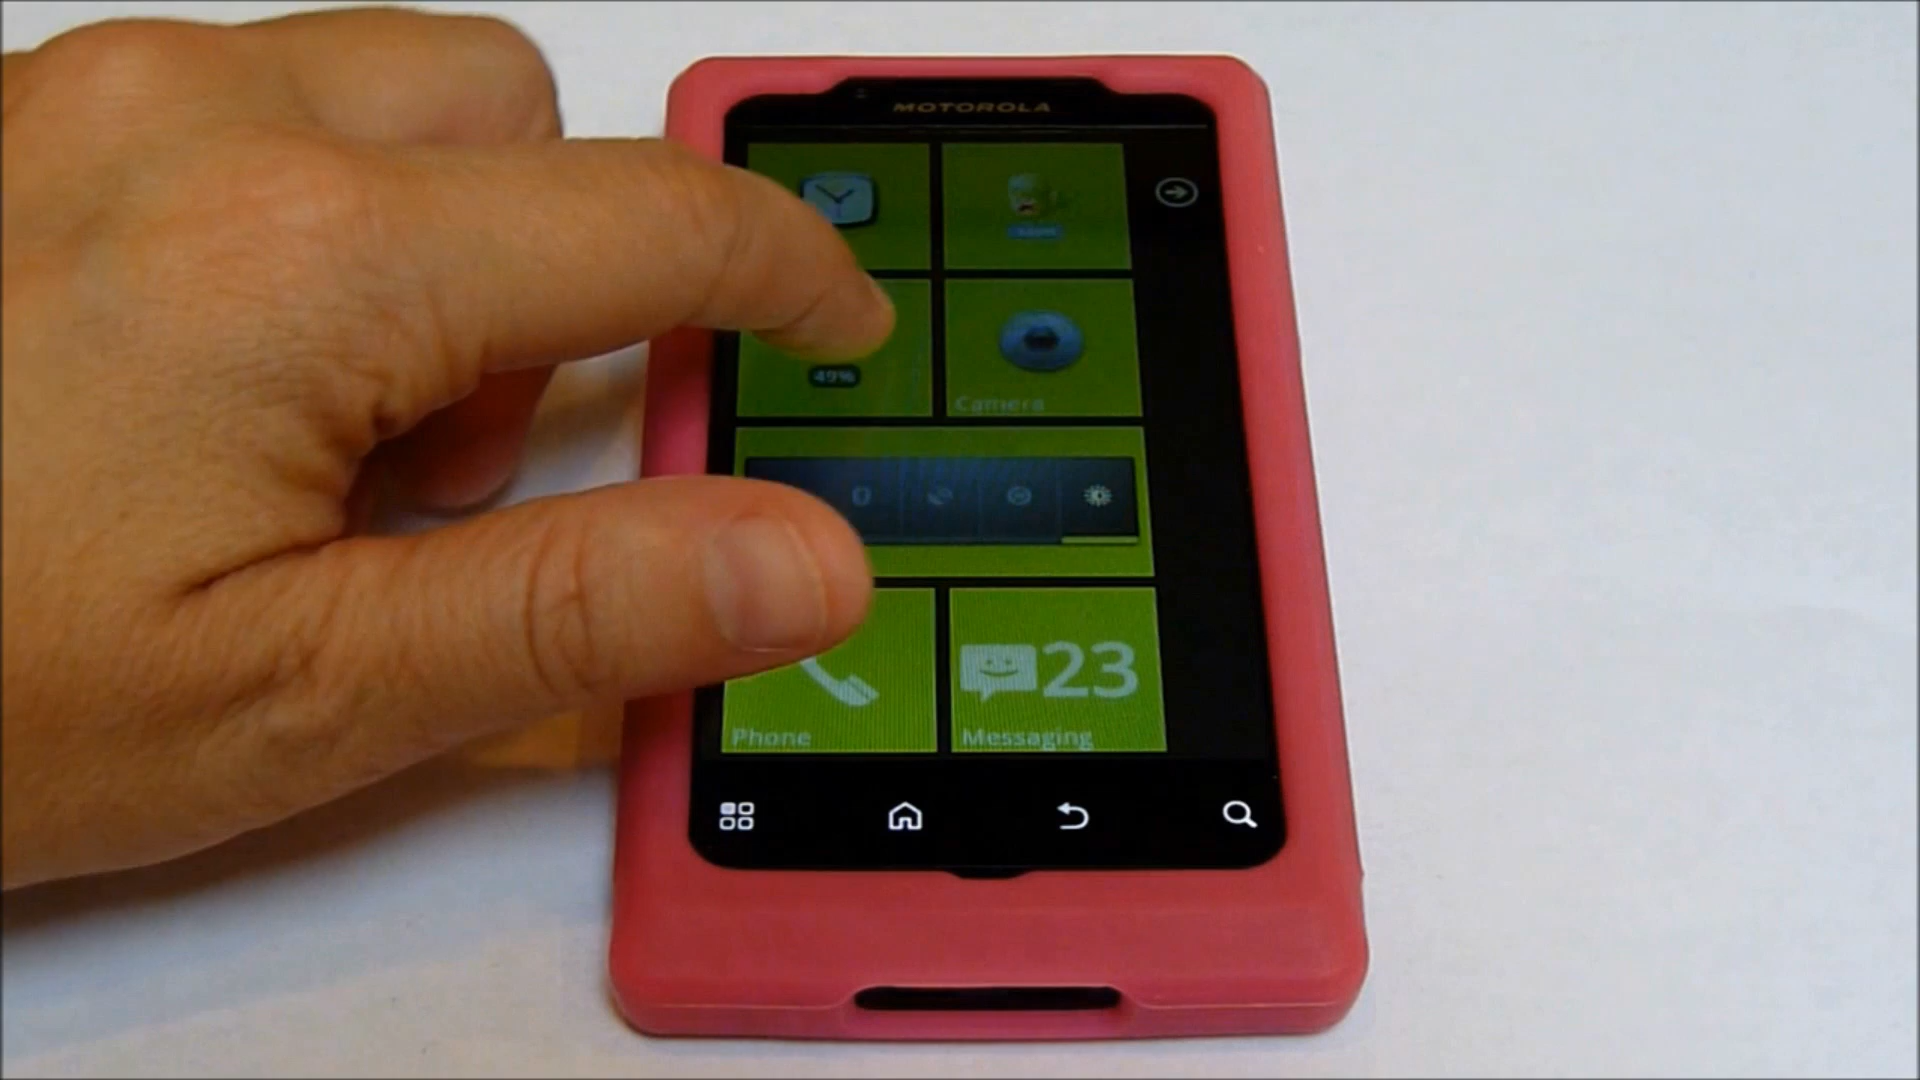 MOTOROLA
49%
Camera
23
Phone
Messaging